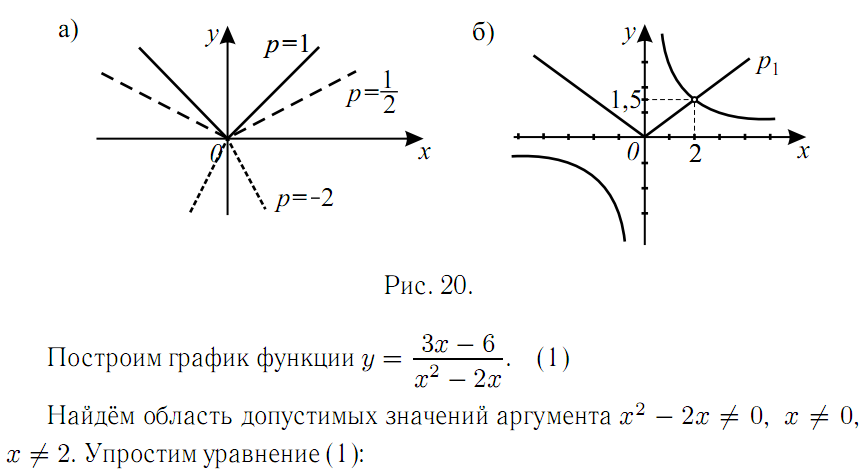 а)
y
p=1
p=1/2
0
x
p=-2
б)
y
p₁
1,5
0
2
x
Рис. 20.
Построим график функции y = (3x − 6)/(x² − 2x). (1)
Найдём область допустимых значений аргумента x² − 2x ≠ 0, x ≠ 0,
x ≠ 2. Упростим уравнение (1):